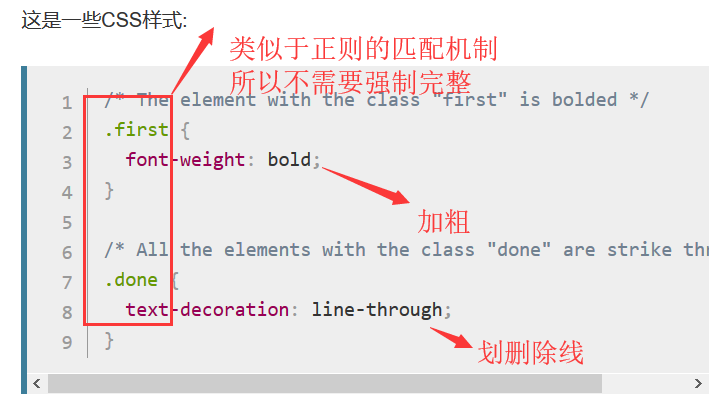 这是一些CSS样式:
类似于正则的匹配机制
所以不需要强制完整
1 /* The element with the class "first" is bolded */
2 .first {
3 font-weight: bold;
加粗
4 }
5
6 /* All the elements with the class "done" are strike thr
7 .done {
8 text-decoration: line-through;
划删除线
9 }